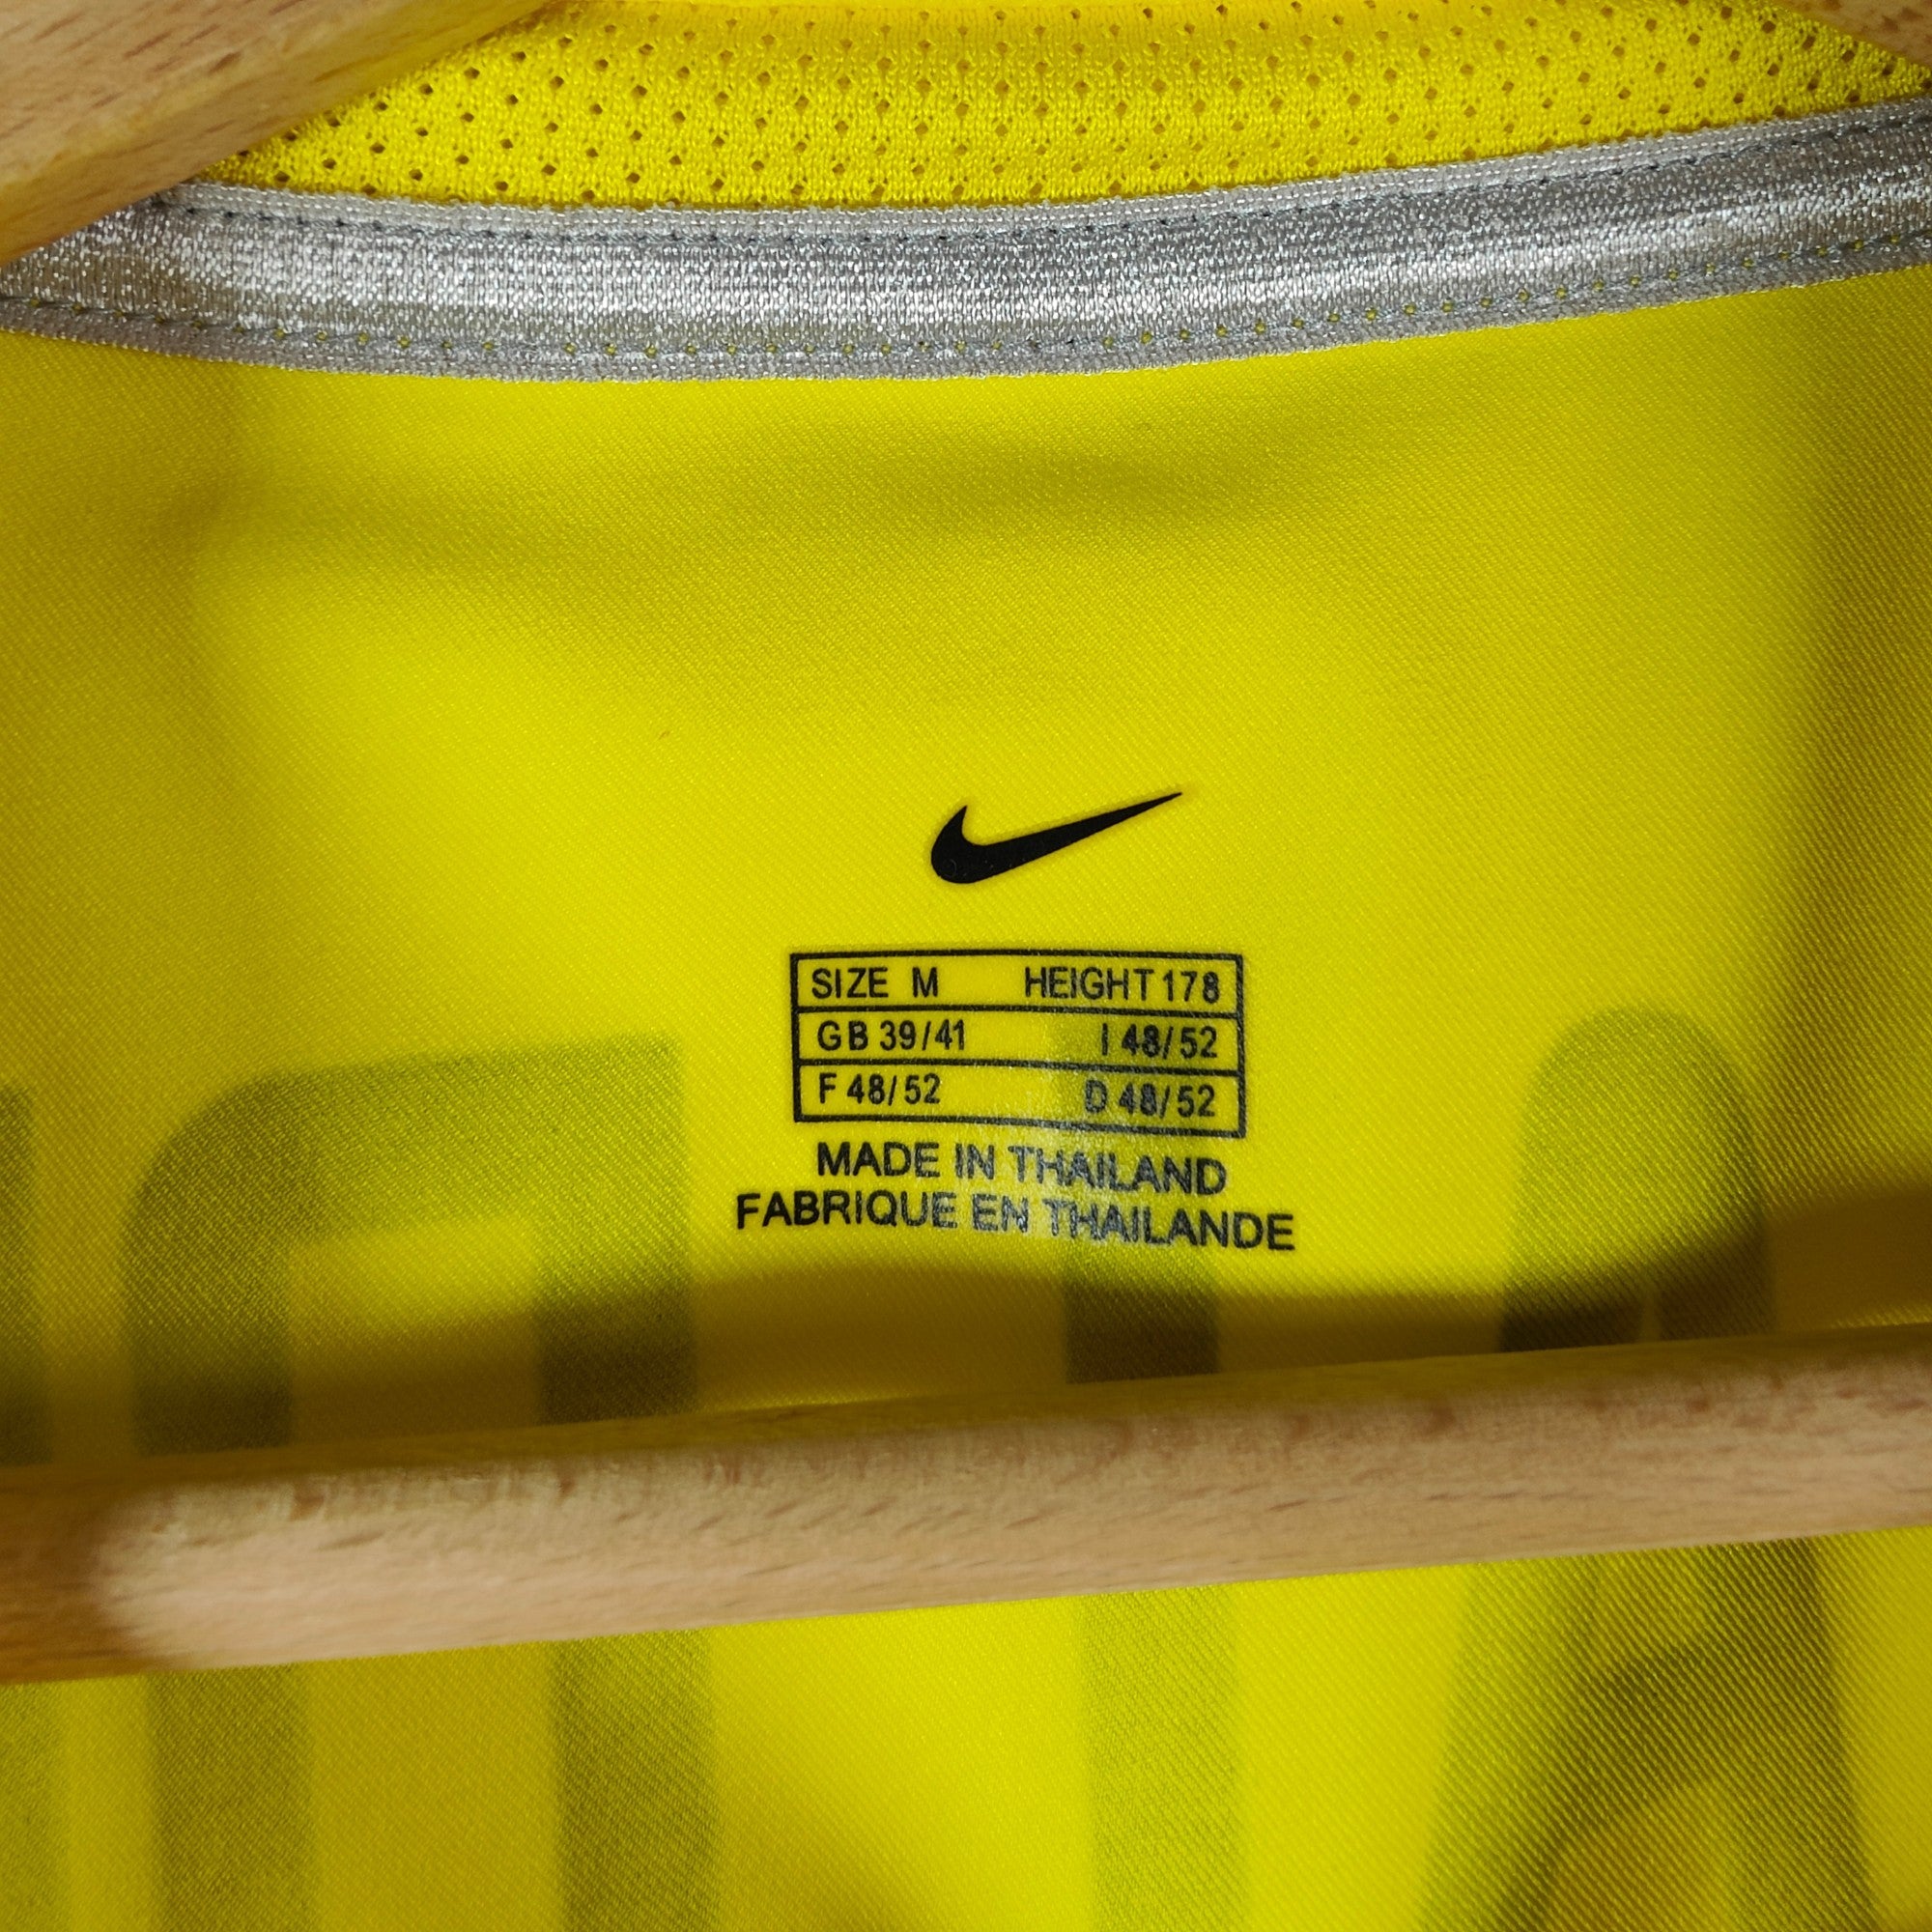 SIZE M HEIGHT 178
GB 39/41 I 48/52
F 48/52 D 48/52
MADE IN THAILAND
FABRIQUE EN THAILANDE